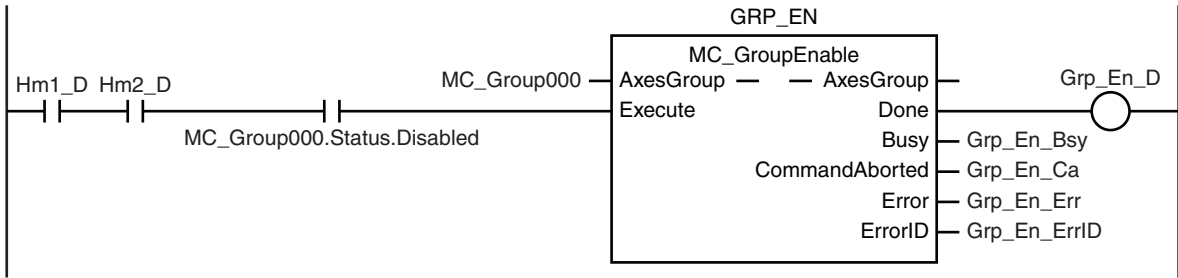 GRP_EN
MC_GroupEnable
MC_Group000 AxesGroup AxesGroup
Hm1_D Hm2_D Grp_En_D
Execute Done
MC_Group000.Status.Disabled
Busy Grp_En_Bsy
CommandAborted Grp_En_Ca
Error Grp_En_Err
ErrorID Grp_En_ErrID